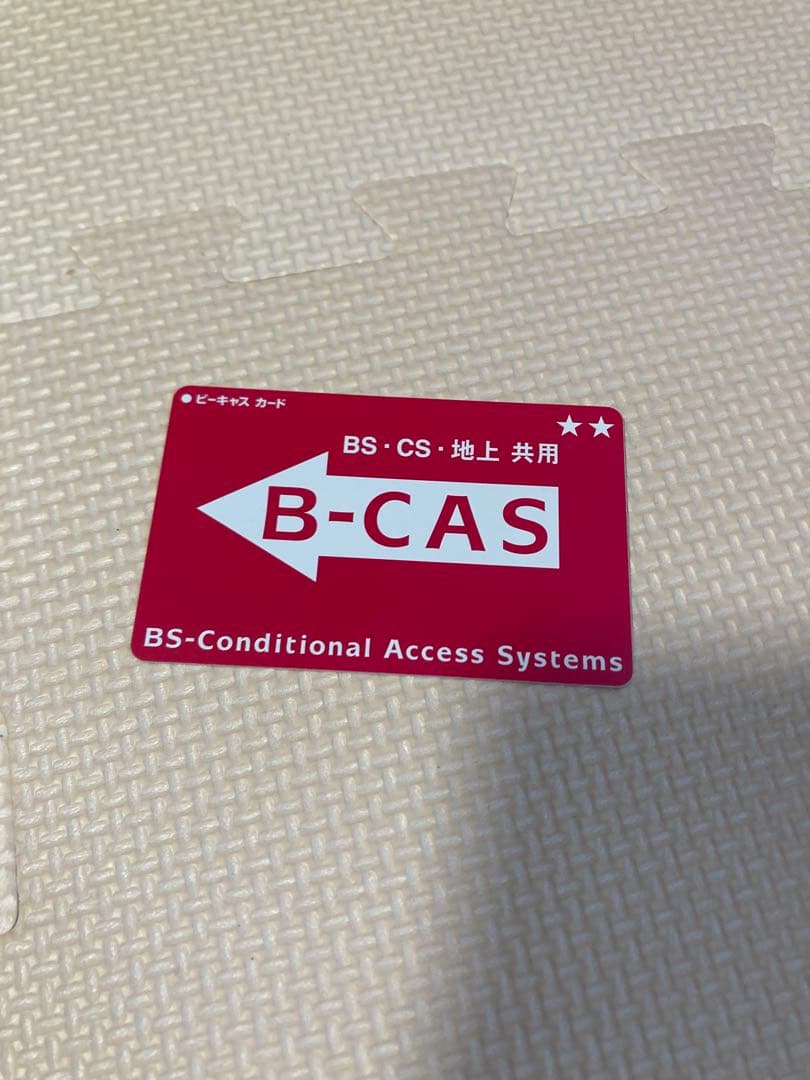 ●ビーキャス カード
★★
BS・CS・地上 共用
B-CAS
BS-Conditional Access Systems